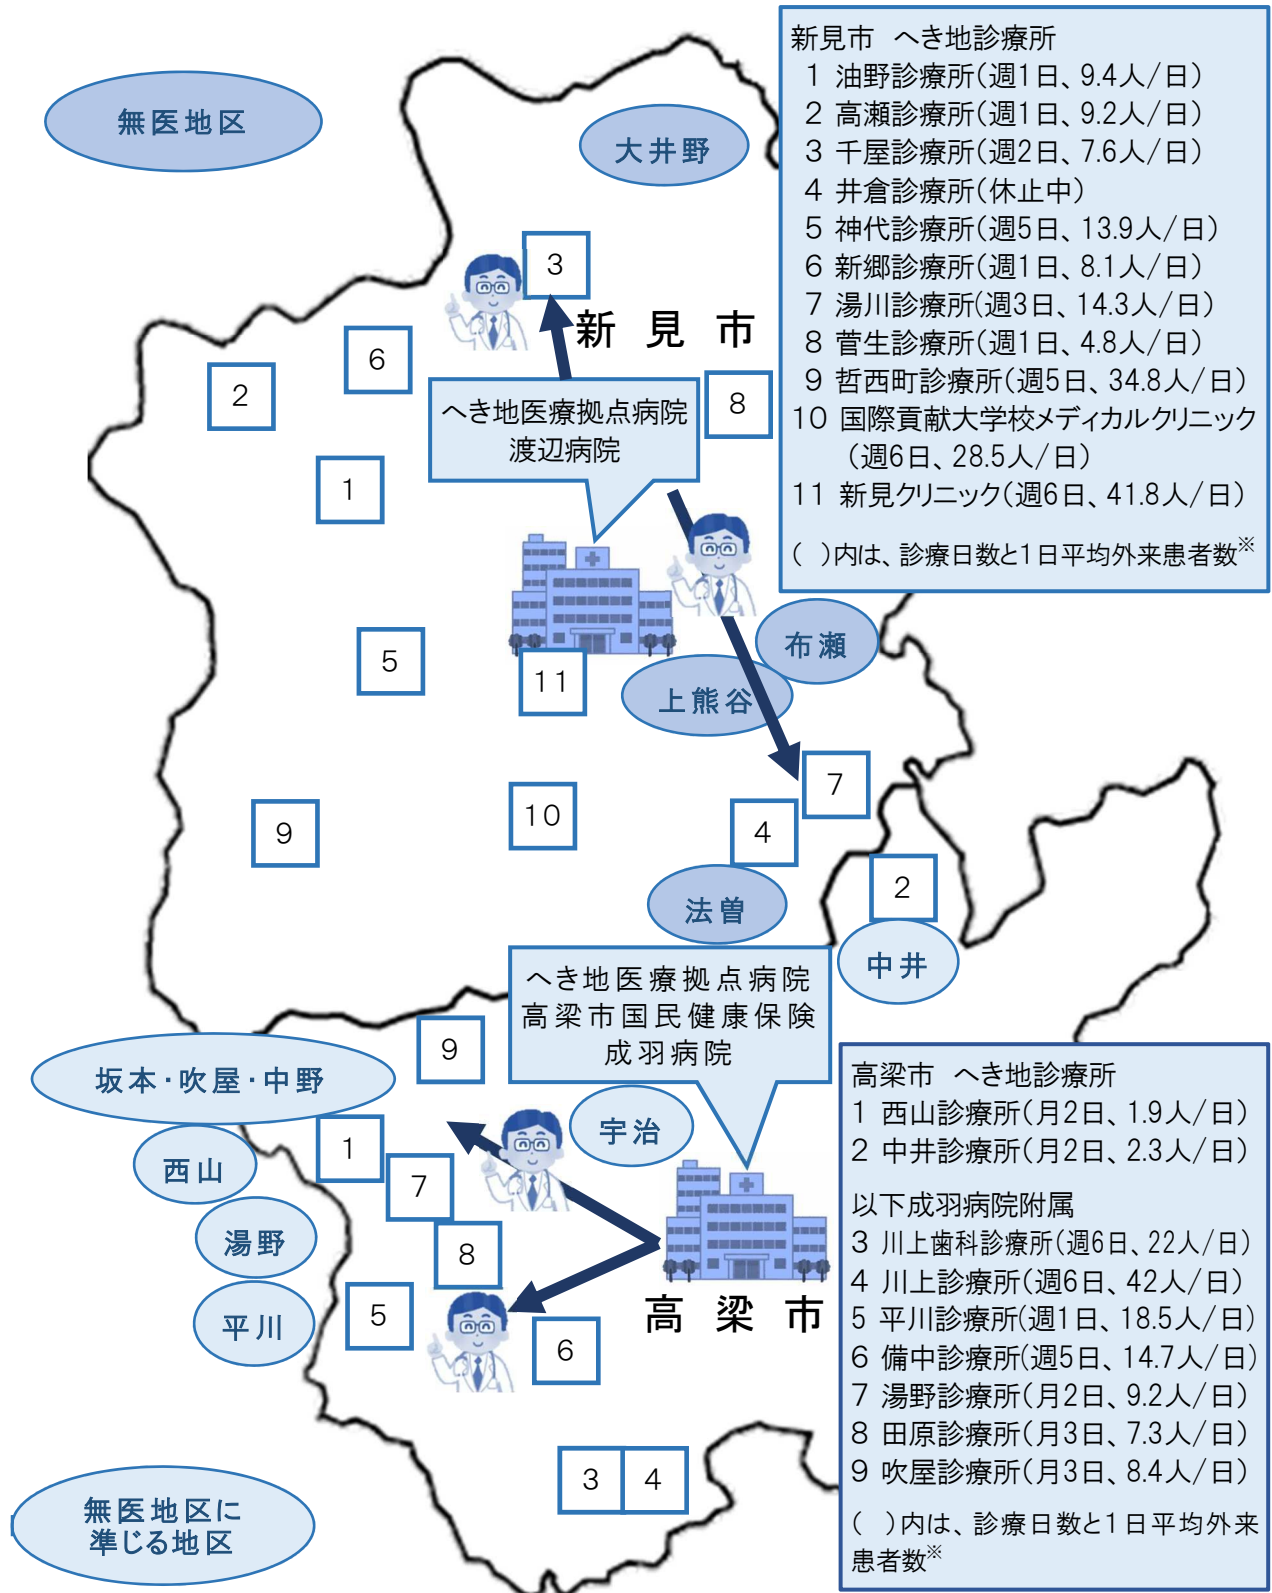 新見市　へき地診療所
1 油野診療所(週1日、9.4人/日)
2 高瀬診療所(週1日、9.2人/日)
3 千屋診療所(週2日、7.6人/日)
4 井倉診療所(休止中)
5 神代診療所(週5日、13.9人/日)
6 新郷診療所(週1日、8.1人/日)
7 湯川診療所(週3日、14.3人/日)
8 菅生診療所(週1日、4.8人/日)
9 哲西町診療所(週5日、34.8人/日)
10 国際貢献大学校メディカルクリニック
(週6日、28.5人/日)
11 新見クリニック(週6日、41.8人/日)
(　)内は、診療日数と1日平均外来患者数※
無医地区
大井野
3
新見市
6
2
8
へき地医療拠点病院
渡辺病院
1
布瀬
5
11
上熊谷
7
10
4
9
2
法曽
中井
へき地医療拠点病院
高梁市国民健康保険
成羽病院
9
坂本・吹屋・中野
宇治
1
西山
7
湯野
8
高梁市
5
平川
6
3
4
無医地区に
準じる地区
高梁市　へき地診療所
1 西山診療所(月2日、1.9人/日)
2 中井診療所(月2日、2.3人/日)
以下成羽病院附属
3 川上歯科診療所(週6日、22人/日)
4 川上診療所(週6日、42人/日)
5 平川診療所(週1日、18.5人/日)
6 備中診療所(週5日、14.7人/日)
7 湯野診療所(月2日、9.2人/日)
8 田原診療所(月3日、7.3人/日)
9 吹屋診療所(月3日、8.4人/日)
(　)内は、診療日数と1日平均外来
患者数※